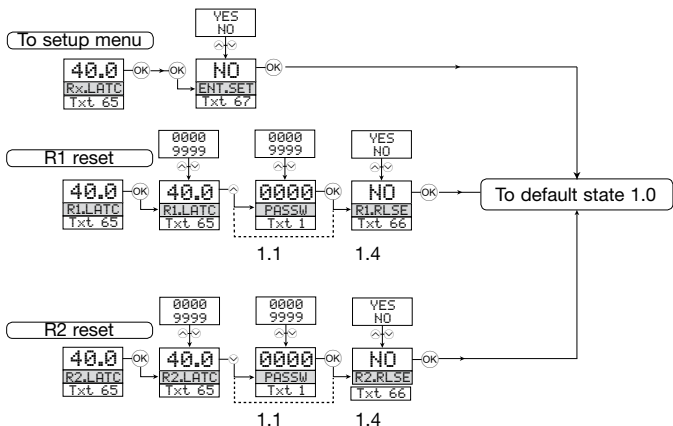 YES
NO
To setup menu
40.0 OK OK NO OK
Rx.LATC ENT.SET
Txt 65 Txt 67
0000 0000 YES
9999 9999 NO
R1 reset
40.0 OK 40.0 0000 OK NO OK To default state 1.0
R1.LATC R1.LATC PASSW R1.RLSE
Txt 65 Txt 65 Txt 1 Txt 66
1.1 1.4
0000 0000 YES
9999 9999 NO
R2 reset
40.0 OK 40.0 0000 OK NO OK
R2.LATC R2.LATC PASSW R2.RLSE
Txt 65 Txt 65 Txt 1 Txt 66
1.1 1.4